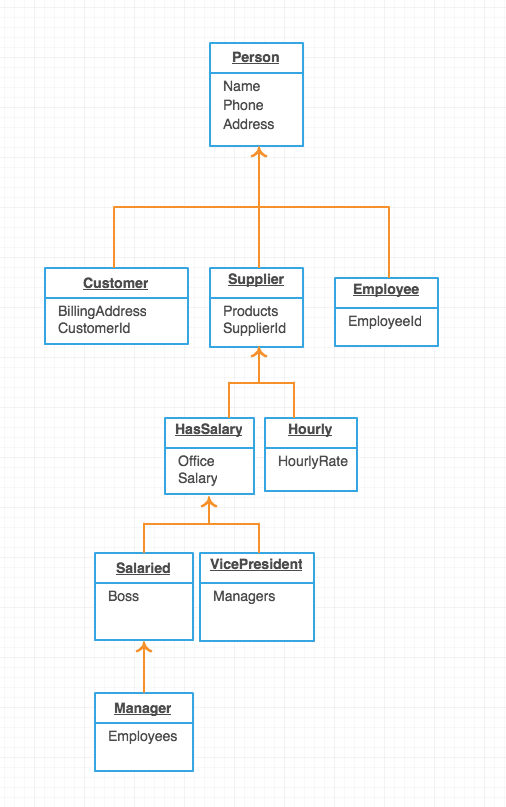 Person
Name
Phone
Address
Customer
BillingAddress
CustomerId
Supplier
Products
SupplierId
Employee
EmployeeId
HasSalary
Office
Salary
Hourly
HourlyRate
Salaried
Boss
VicePresident
Managers
Manager
Employees